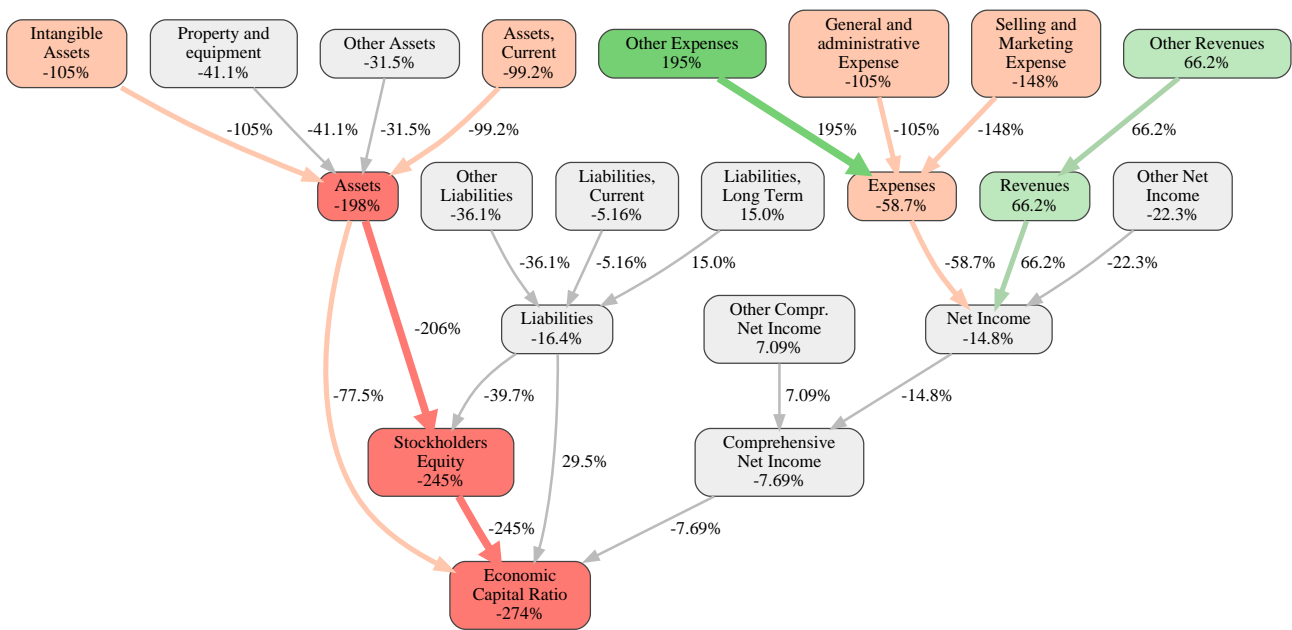 Intangible
Assets
-105%
Property and
equipment
-41.1%
Other Assets
-31.5%
Assets,
Current
-99.2%
Other Expenses
195%
General and
administrative
Expense
-105%
Selling and
Marketing
Expense
-148%
Other Revenues
66.2%
-105%
-41.1%
-31.5%
-99.2%
195%
-105%
-148%
66.2%
Assets
-198%
Other
Liabilities
-36.1%
Liabilities,
Current
-5.16%
Liabilities,
Long Term
15.0%
Expenses
-58.7%
Revenues
66.2%
Other Net
Income
-22.3%
-36.1%
-5.16%
15.0%
-58.7%
66.2%
-22.3%
Liabilities
-16.4%
Other Compr.
Net Income
7.09%
Net Income
-14.8%
-206%
-77.5%
-39.7%
7.09%
-14.8%
Stockholders
Equity
-245%
29.5%
Comprehensive
Net Income
-7.69%
-245%
-7.69%
Economic
Capital Ratio
-274%